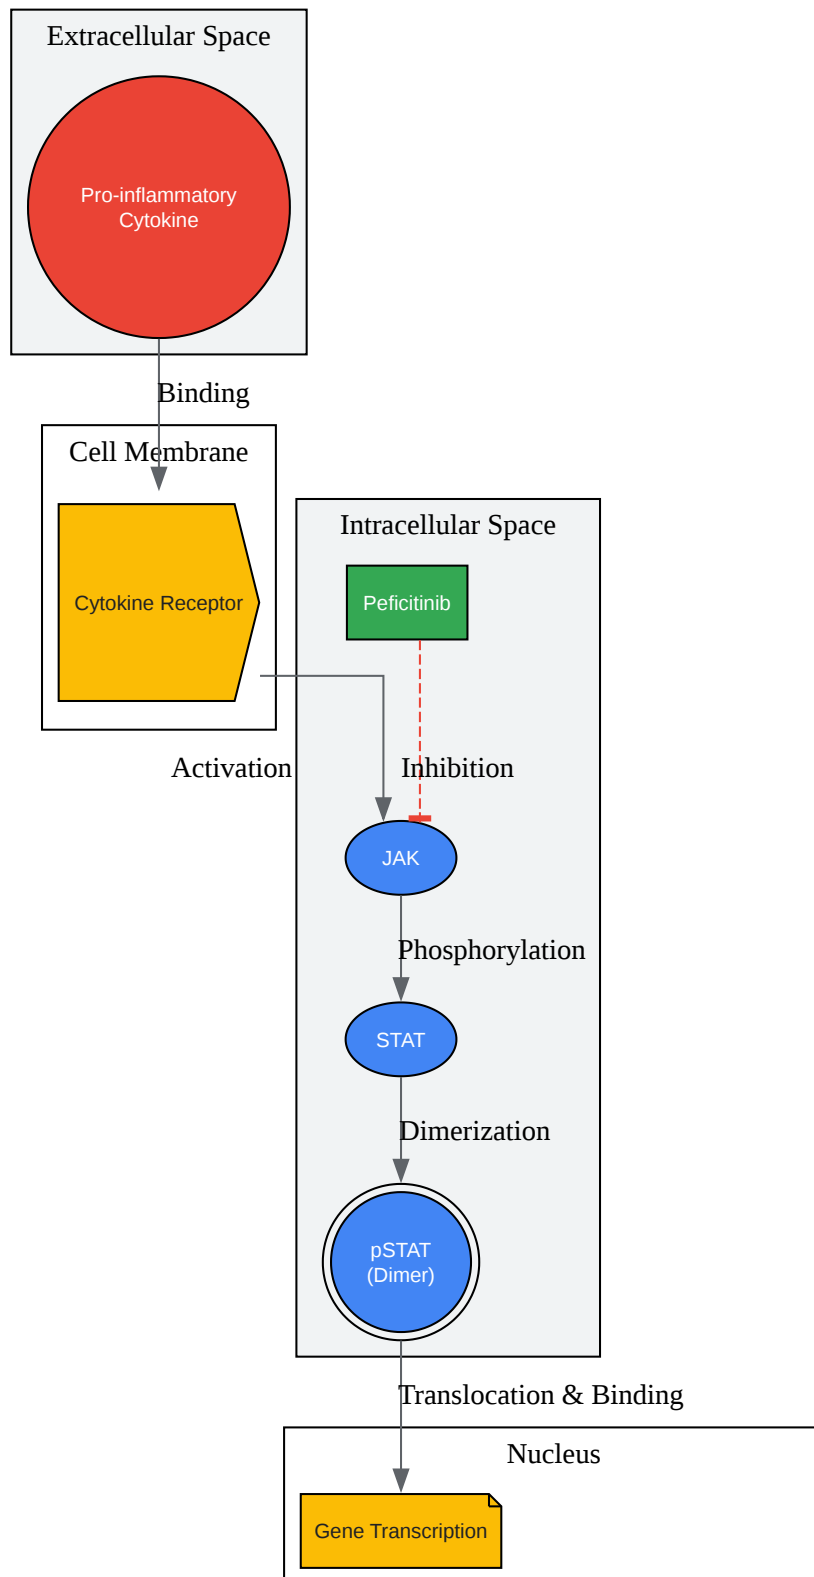 Extracellular Space
Pro-inflammatory
Cytokine
Binding
Cell Membrane
Cytokine Receptor
Intracellular Space
Peficitinib
Activation
Inhibition
JAK
Phosphorylation
STAT
Dimerization
pSTAT
(Dimer)
Translocation & Binding
Nucleus
Gene Transcription